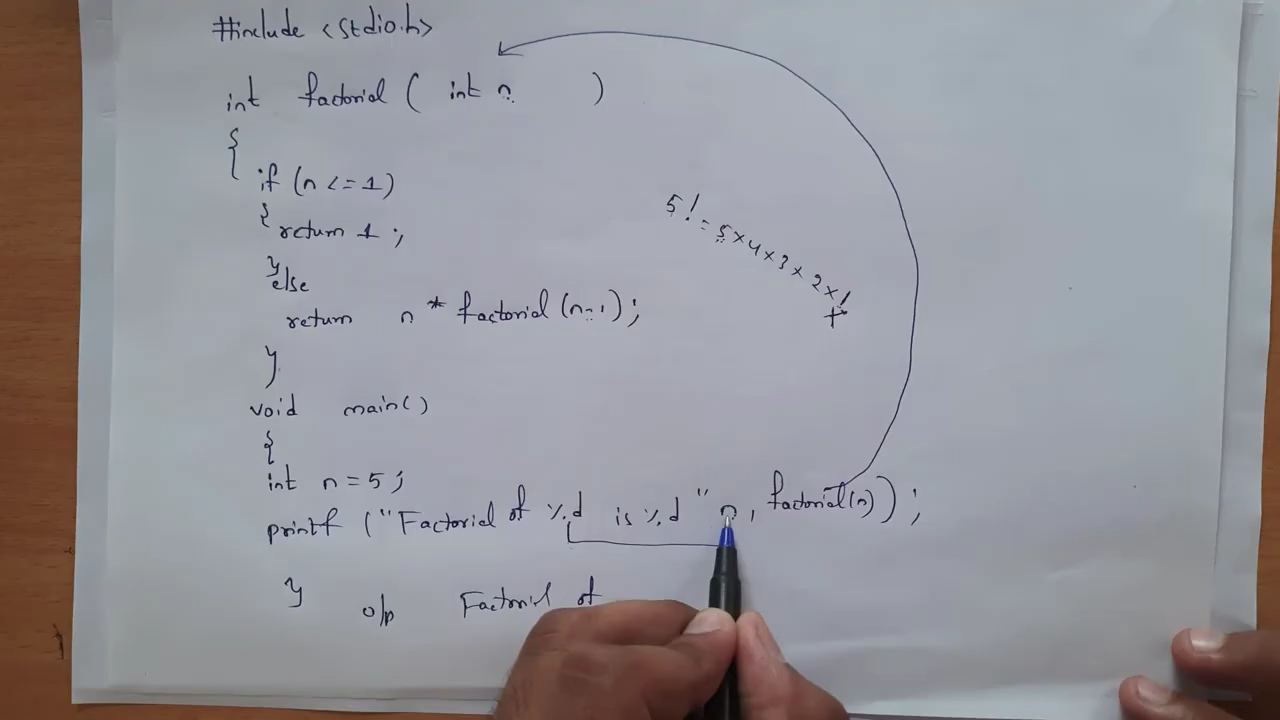 #include <stdio.h>
int factorial ( int n )
{
if (n <= 1)
{ return 1 ;
}
else
return n * factorial (n-1) ;
}
void main()
{
int n = 5 ;
printf ("Factorial of %d is %d " n , factorial(n) ) ;
}
o/p Factorial of
5! = 5 × 4 × 3 × 2 × 1